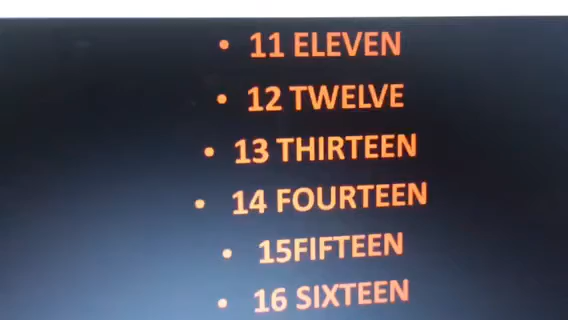 • 11 ELEVEN
• 12 TWELVE
• 13 THIRTEEN
• 14 FOURTEEN
• 15FIFTEEN
• 16 SIXTEEN